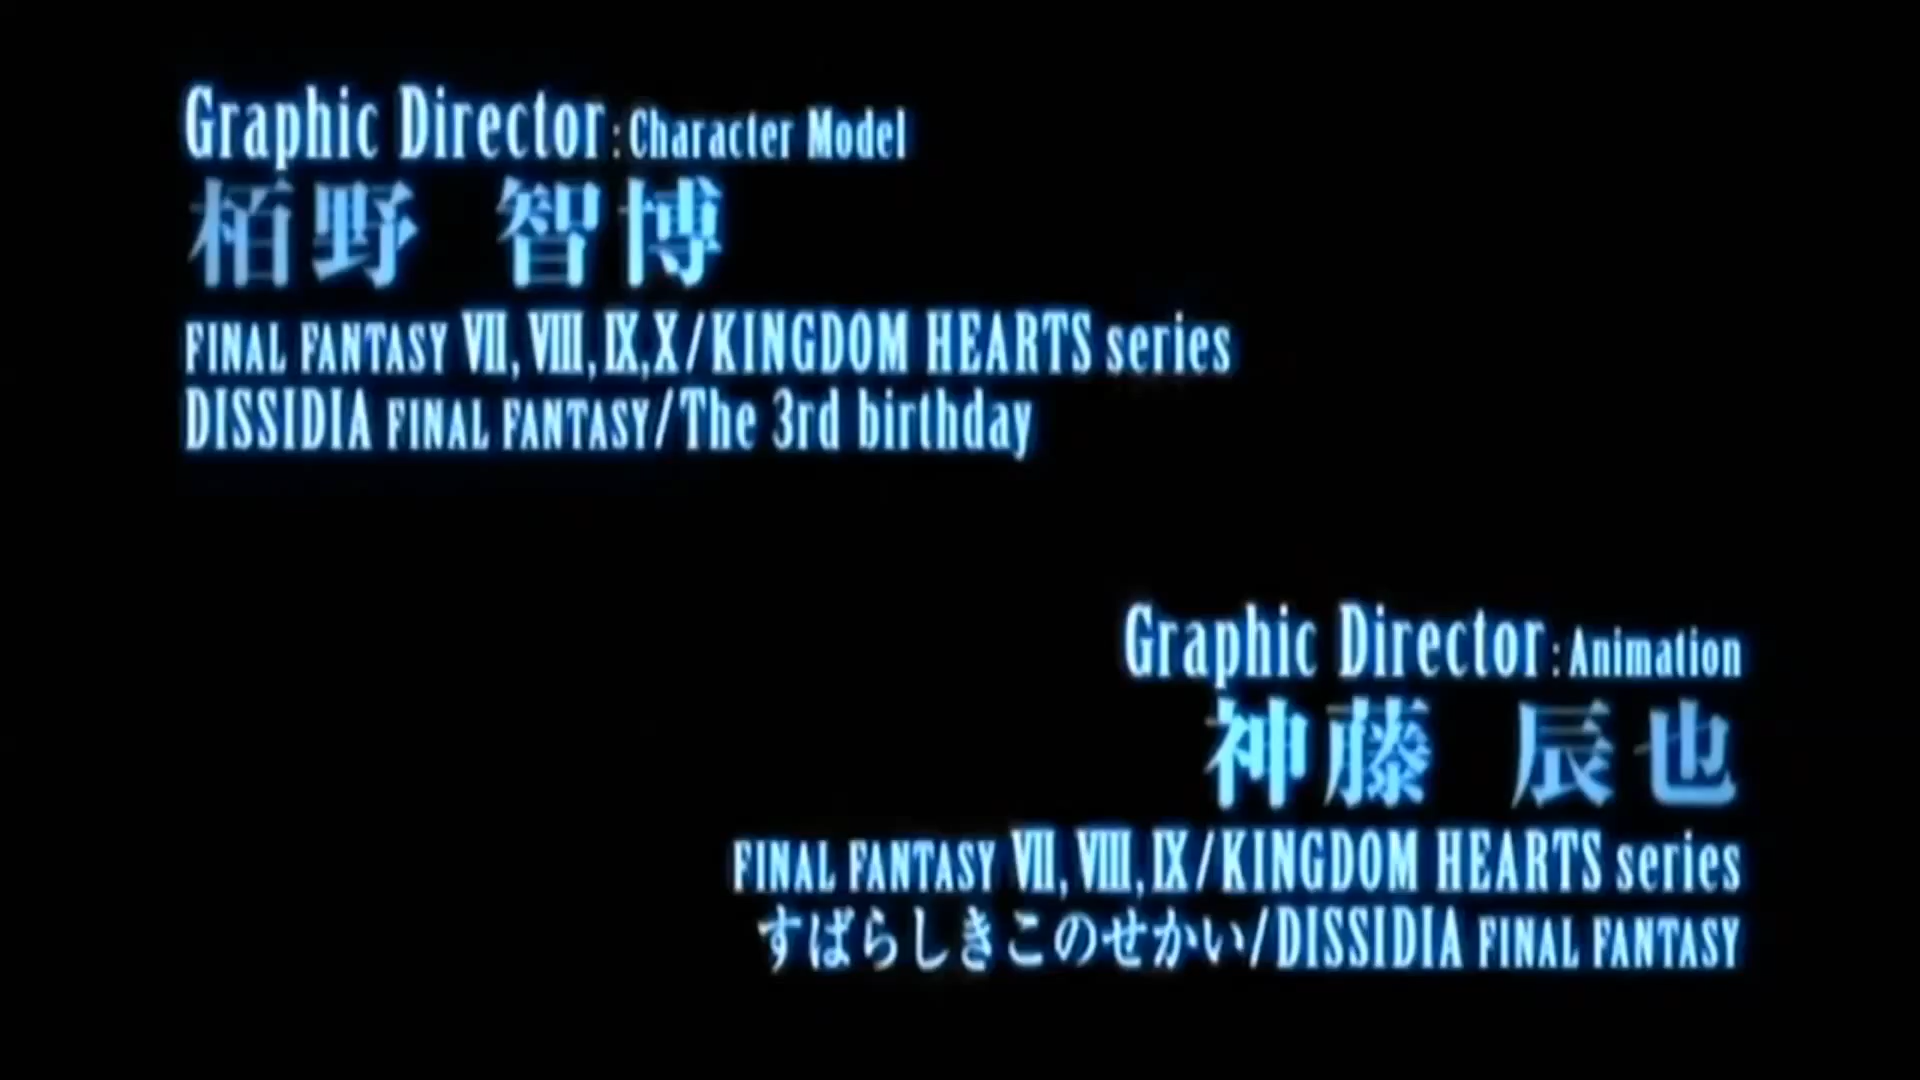 Graphic Director:Character Model
栢野 智博
FINAL FANTASY Ⅶ,Ⅷ,Ⅸ,Ⅹ/KINGDOM HEARTS series
DISSIDIA FINAL FANTASY/The 3rd birthday
Graphic Director:Animation
神藤 辰也
FINAL FANTASY Ⅶ,Ⅷ,Ⅸ/KINGDOM HEARTS series
すばらしきこのせかい/DISSIDIA FINAL FANTASY